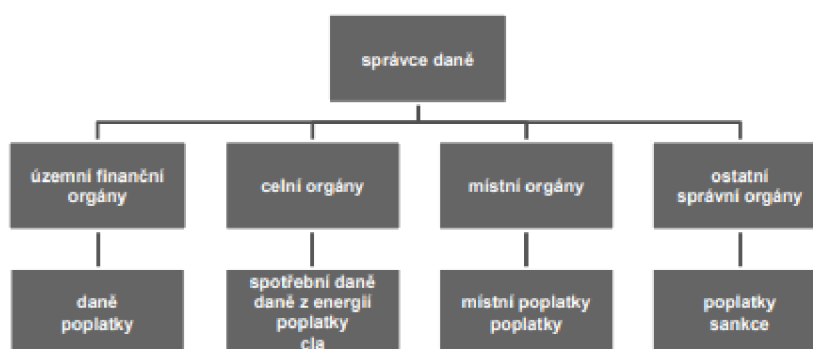 správce daně
územní finanční
orgány
celní orgány
místní orgány
ostatní
správní orgány
daně
poplatky
spotřební daně
daně z energií
poplatky
cla
místní poplatky
poplatky
poplatky
sankce